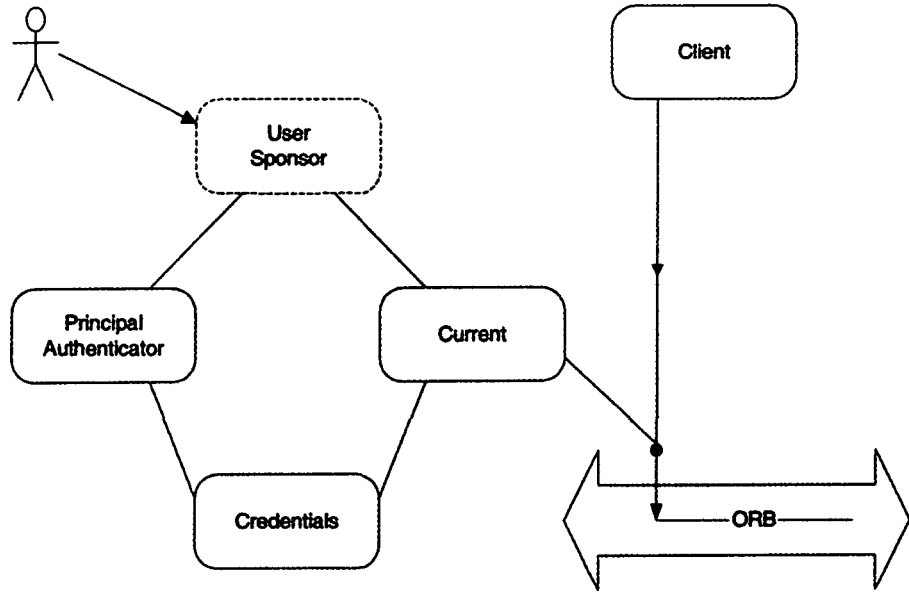 Client
User
Sponsor
Principal
Authenticator
Current
Credentials
ORB